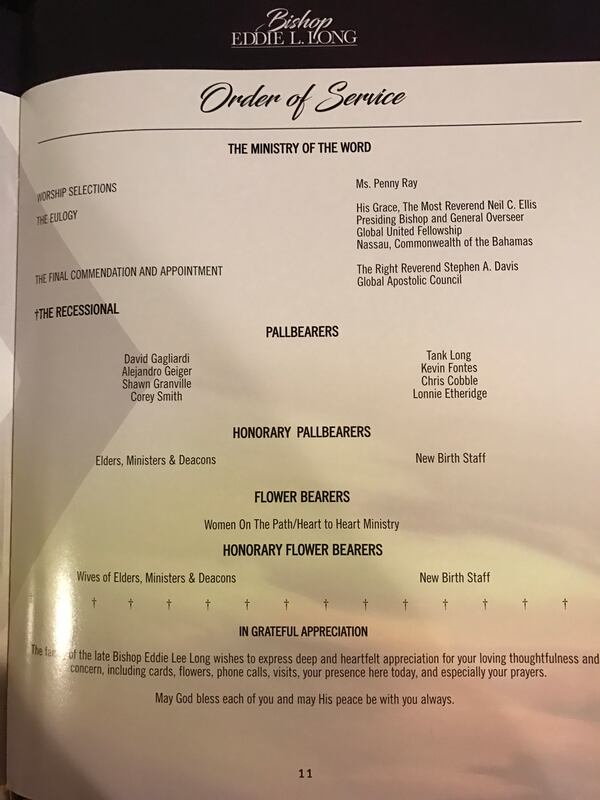 Bishop
EDDIE L. LONG
Order of Service
THE MINISTRY OF THE WORD
WORSHIP SELECTIONS
Ms. Penny Ray
THE EULOGY
His Grace, The Most Reverend Neil C. Ellis
Presiding Bishop and General Overseer
Global United Fellowship
Nassau, Commonwealth of the Bahamas
THE FINAL COMMENDATION AND APPOINTMENT
The Right Reverend Stephen A. Davis
Global Apostolic Council
†THE RECESSIONAL
PALLBEARERS
David Gagliardi
Alejandro Geiger
Shawn Granville
Corey Smith
Tank Long
Kevin Fontes
Chris Cobble
Lonnie Etheridge
HONORARY PALLBEARERS
Elders, Ministers & Deacons
New Birth Staff
FLOWER BEARERS
Women On The Path/Heart to Heart Ministry
HONORARY FLOWER BEARERS
Wives of Elders, Ministers & Deacons
New Birth Staff
† † † † † † † † † † † † †
IN GRATEFUL APPRECIATION
The family of the late Bishop Eddie Lee Long wishes to express deep and heartfelt appreciation for your loving thoughtfulness and
concern, including cards, flowers, phone calls, visits, your presence here today, and especially your prayers.
May God bless each of you and may His peace be with you always.
11